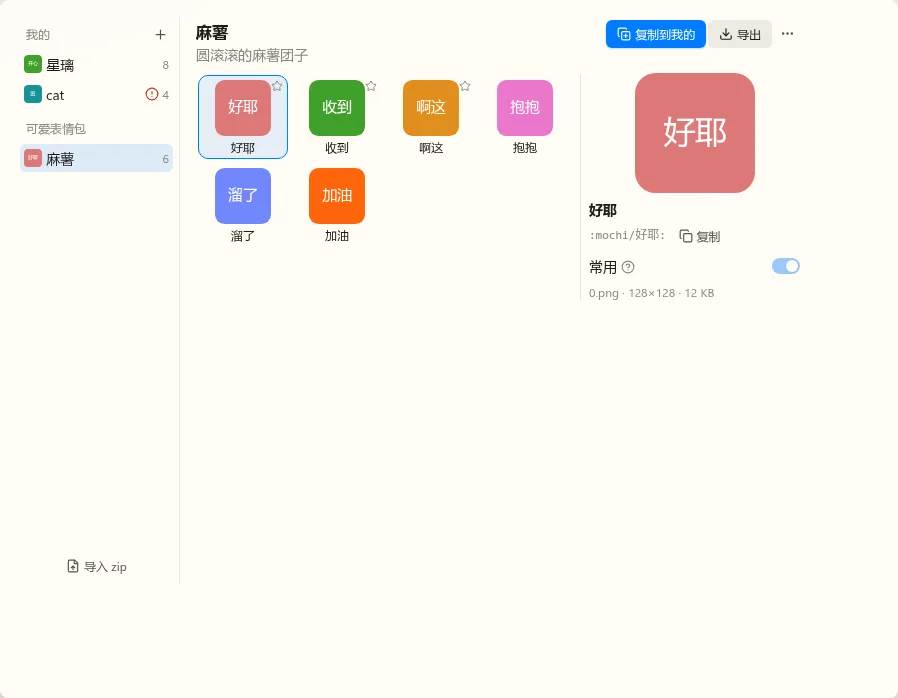 我的
星璃 8
cat 4
可爱表情包
麻薯 6
导入 zip
麻薯
圆滚滚的麻薯团子
复制到我的 导出
好耶 收到 啊这 抱抱
好耶 收到 啊这 抱抱
溜了 加油
溜了 加油
好耶
好耶
:mochi/好耶: 复制
常用
0.png · 128×128 · 12 KB